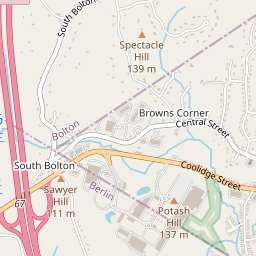 South Bolton
Spectacle
Hill
139 m
Browns Corner
Central Street
Bolton
South Bolton
Coolidge Street
Sawyer
Hill
111 m
Berlin
67
Potash
Hill
137 m